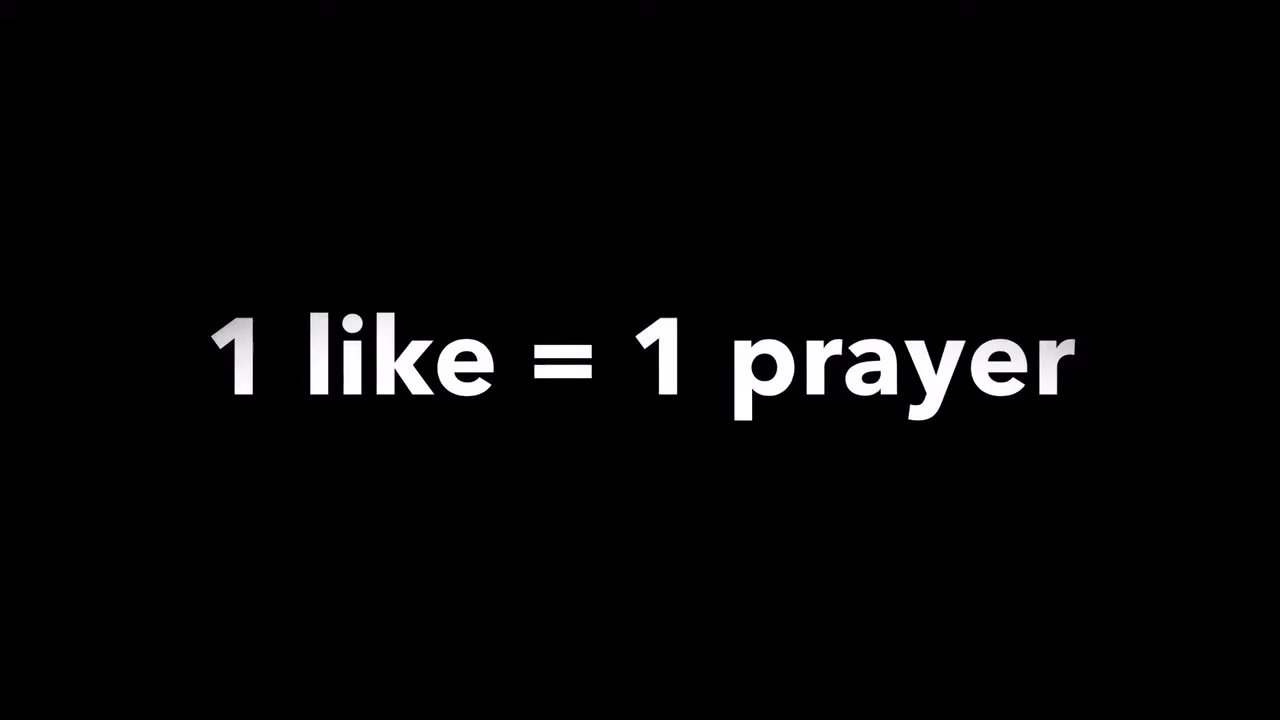 1 like = 1 prayer